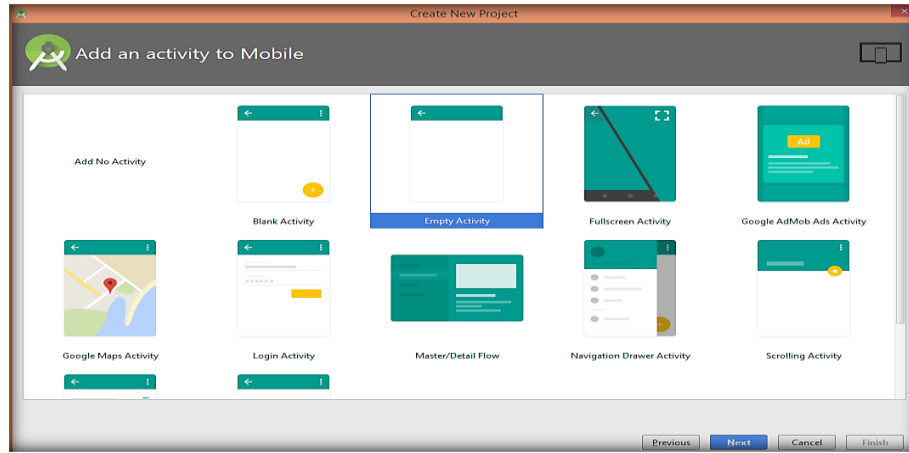 Create New Project
Add an activity to Mobile
Add No Activity
Blank Activity
Empty Activity
Fullscreen Activity
Ad
Google AdMob Ads Activity
Google Maps Activity
Login Activity
Master/Detail Flow
Navigation Drawer Activity
Scrolling Activity
Previous
Next
Cancel
Finish